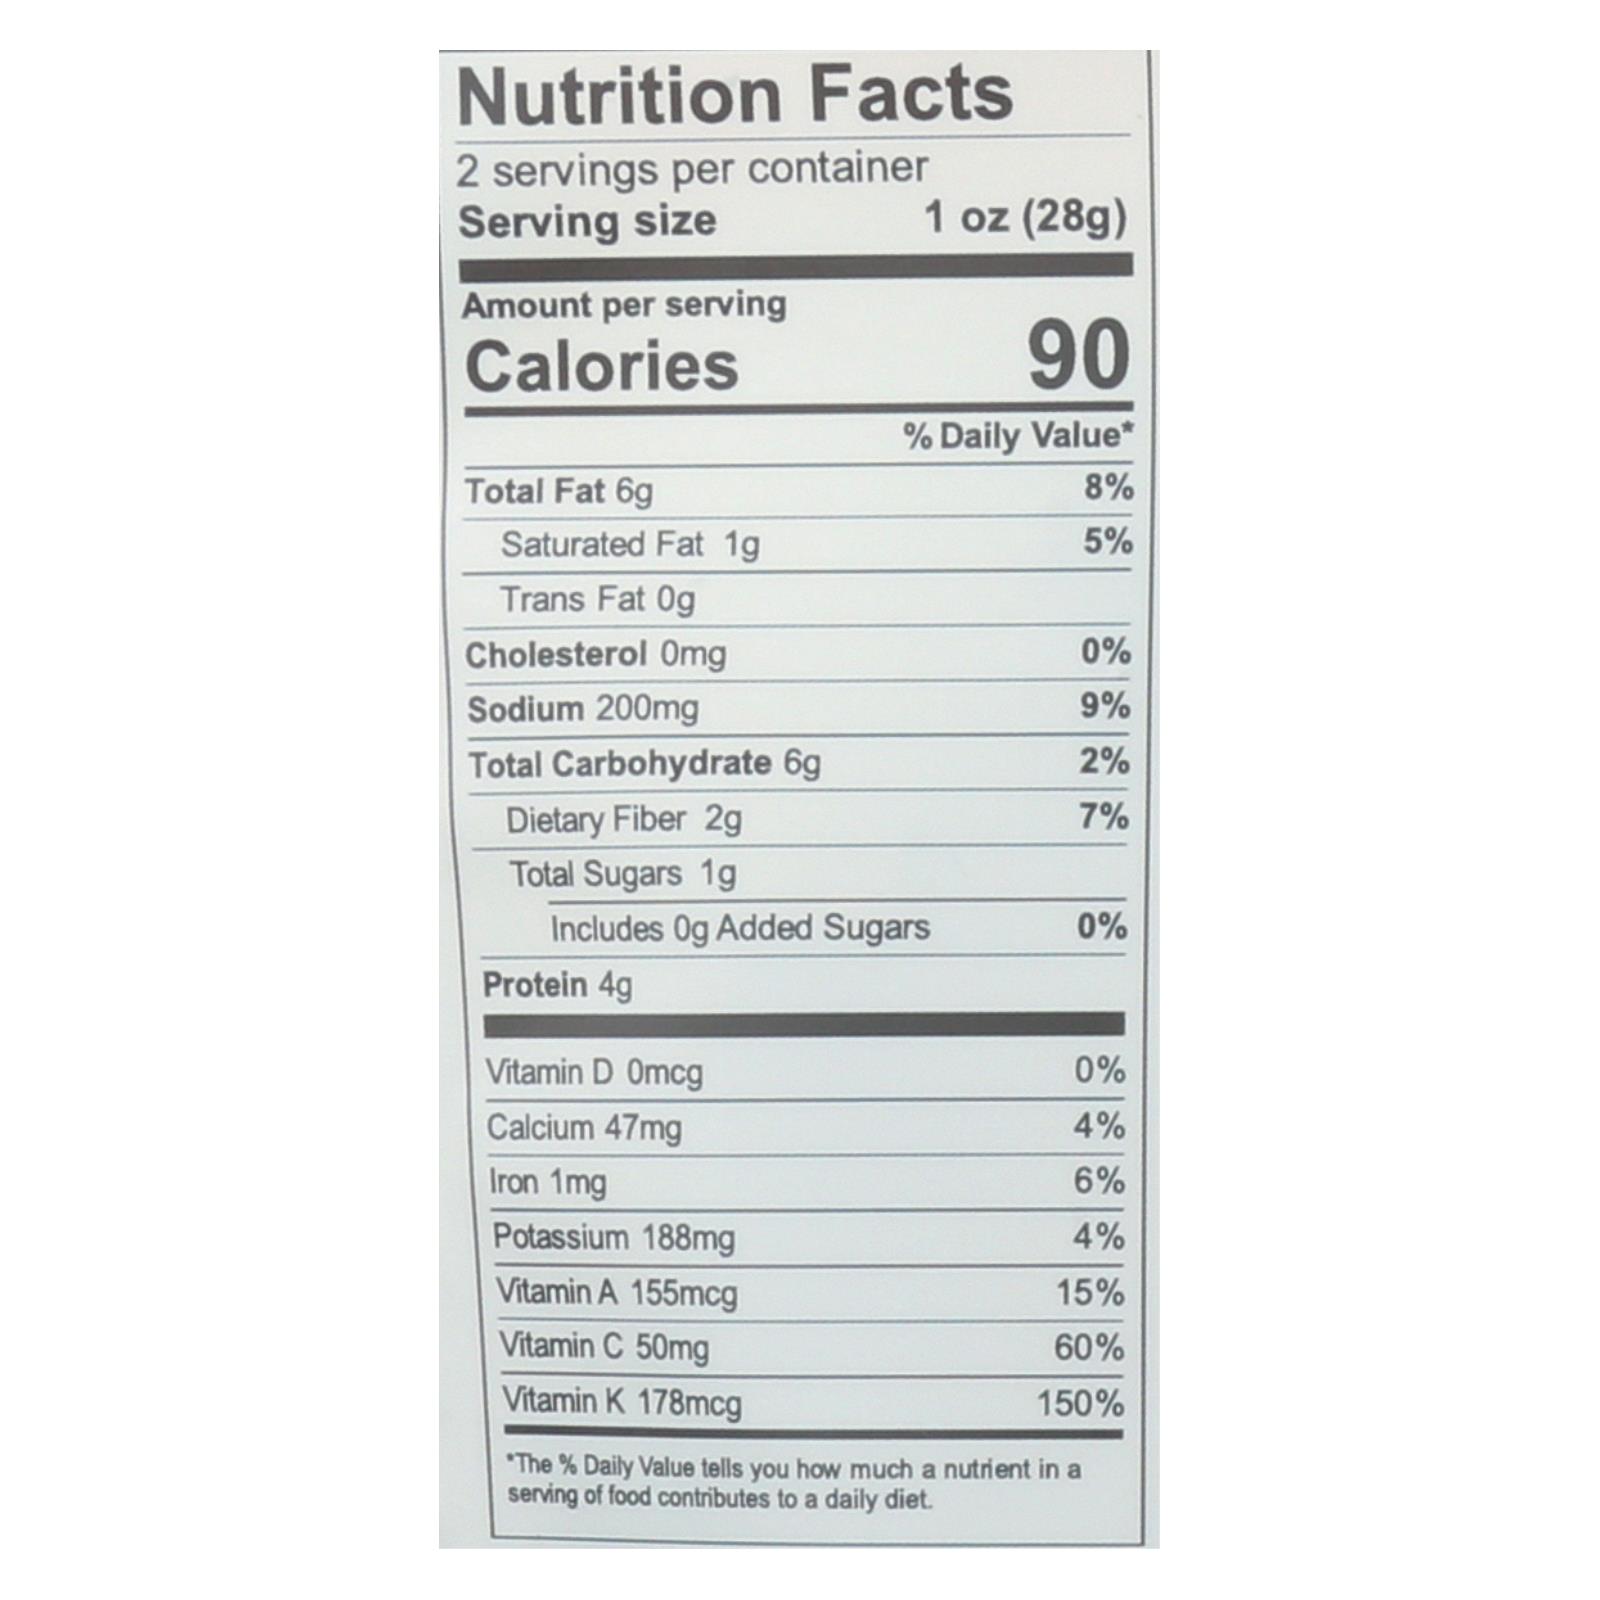 Nutrition Facts
2 servings per container
Serving size 1 oz (28g)
Amount per serving
Calories 90
% Daily Value*
Total Fat 6g 8%
Saturated Fat 1g 5%
Trans Fat 0g
Cholesterol 0mg 0%
Sodium 200mg 9%
Total Carbohydrate 6g 2%
Dietary Fiber 2g 7%
Total Sugars 1g
Includes 0g Added Sugars 0%
Protein 4g
Vitamin D 0mcg 0%
Calcium 47mg 4%
Iron 1mg 6%
Potassium 188mg 4%
Vitamin A 155mcg 15%
Vitamin C 50mg 60%
Vitamin K 178mcg 150%
*The % Daily Value tells you how much a nutrient in a
serving of food contributes to a daily diet.